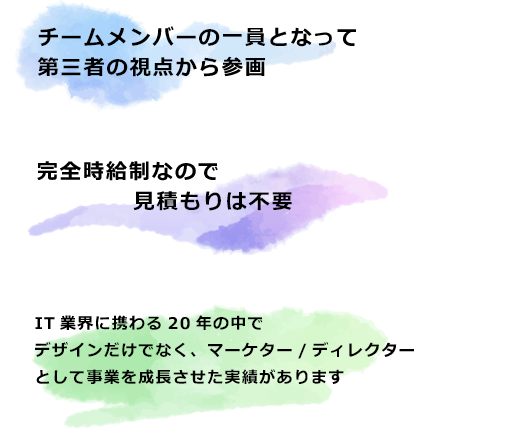 チームメンバーの一員となって
第三者の視点から参画
完全時給制なので
見積もりは不要
IT業界に携わる20年の中で
デザインだけでなく、マーケター/ディレクター
として事業を成長させた実績があります